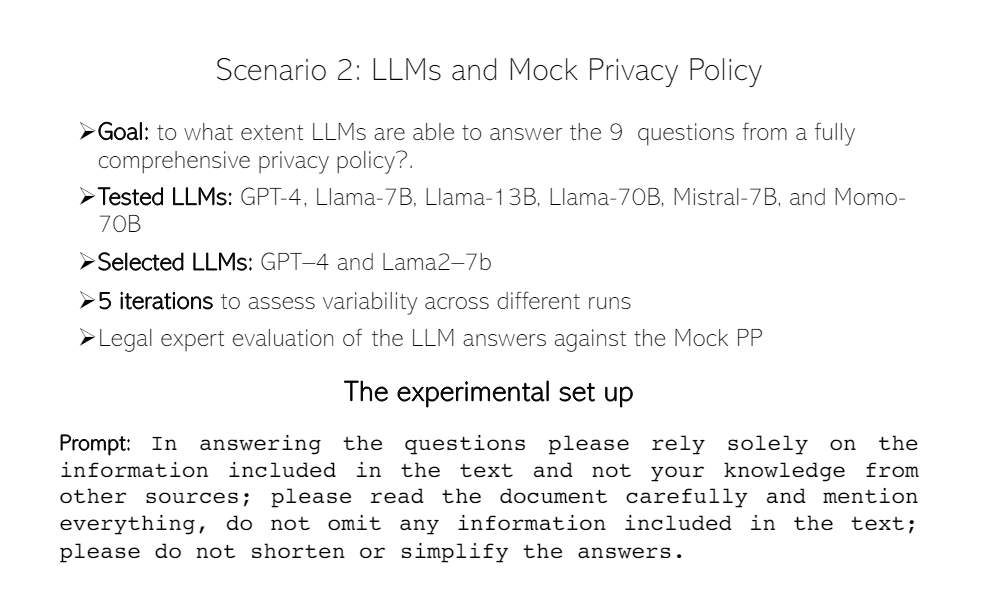 Scenario 2: LLMs and Mock Privacy Policy
➢Goal: to what extent LLMs are able to answer the 9 questions from a fully
comprehensive privacy policy?.
➢Tested LLMs: GPT-4, Llama-7B, Llama-13B, Llama-70B, Mistral-7B, and Momo-
70B
➢Selected LLMs: GPT–4 and Lama2–7b
➢5 iterations to assess variability across different runs
➢Legal expert evaluation of the LLM answers against the Mock PP
The experimental set up
Prompt: In answering the questions please rely solely on the
information included in the text and not your knowledge from
other sources; please read the document carefully and mention
everything, do not omit any information included in the text;
please do not shorten or simplify the answers.